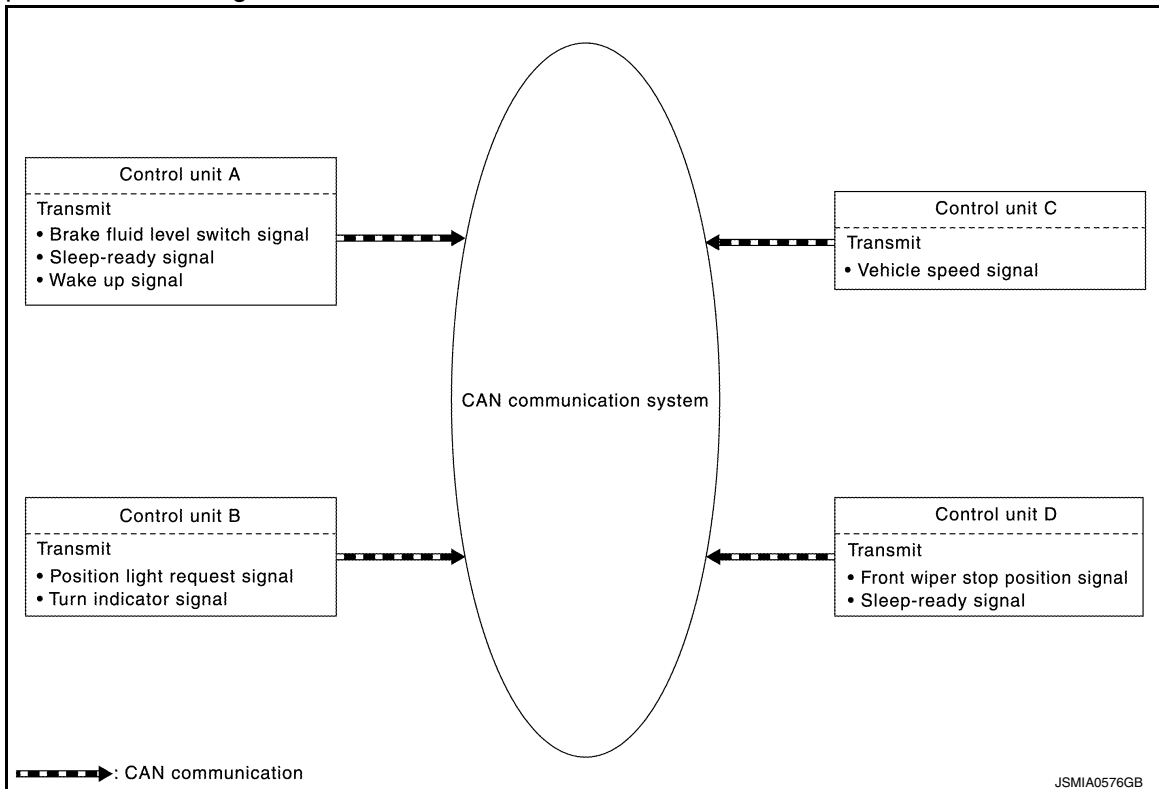 Control unit A
Transmit
• Brake fluid level switch signal
• Sleep-ready signal
• Wake up signal
Control unit C
Transmit
• Vehicle speed signal
CAN communication system
Control unit B
Transmit
• Position light request signal
• Turn indicator signal
Control unit D
Transmit
• Front wiper stop position signal
• Sleep-ready signal
: CAN communication
JSMIA0576GB